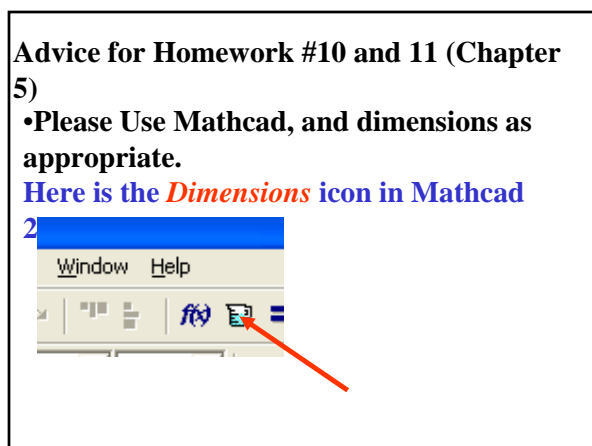 Advice for Homework #10 and 11 (Chapter
5)
•Please Use Mathcad, and dimensions as
appropriate.
Here is the Dimensions icon in Mathcad
2
Window Help
f(x) =